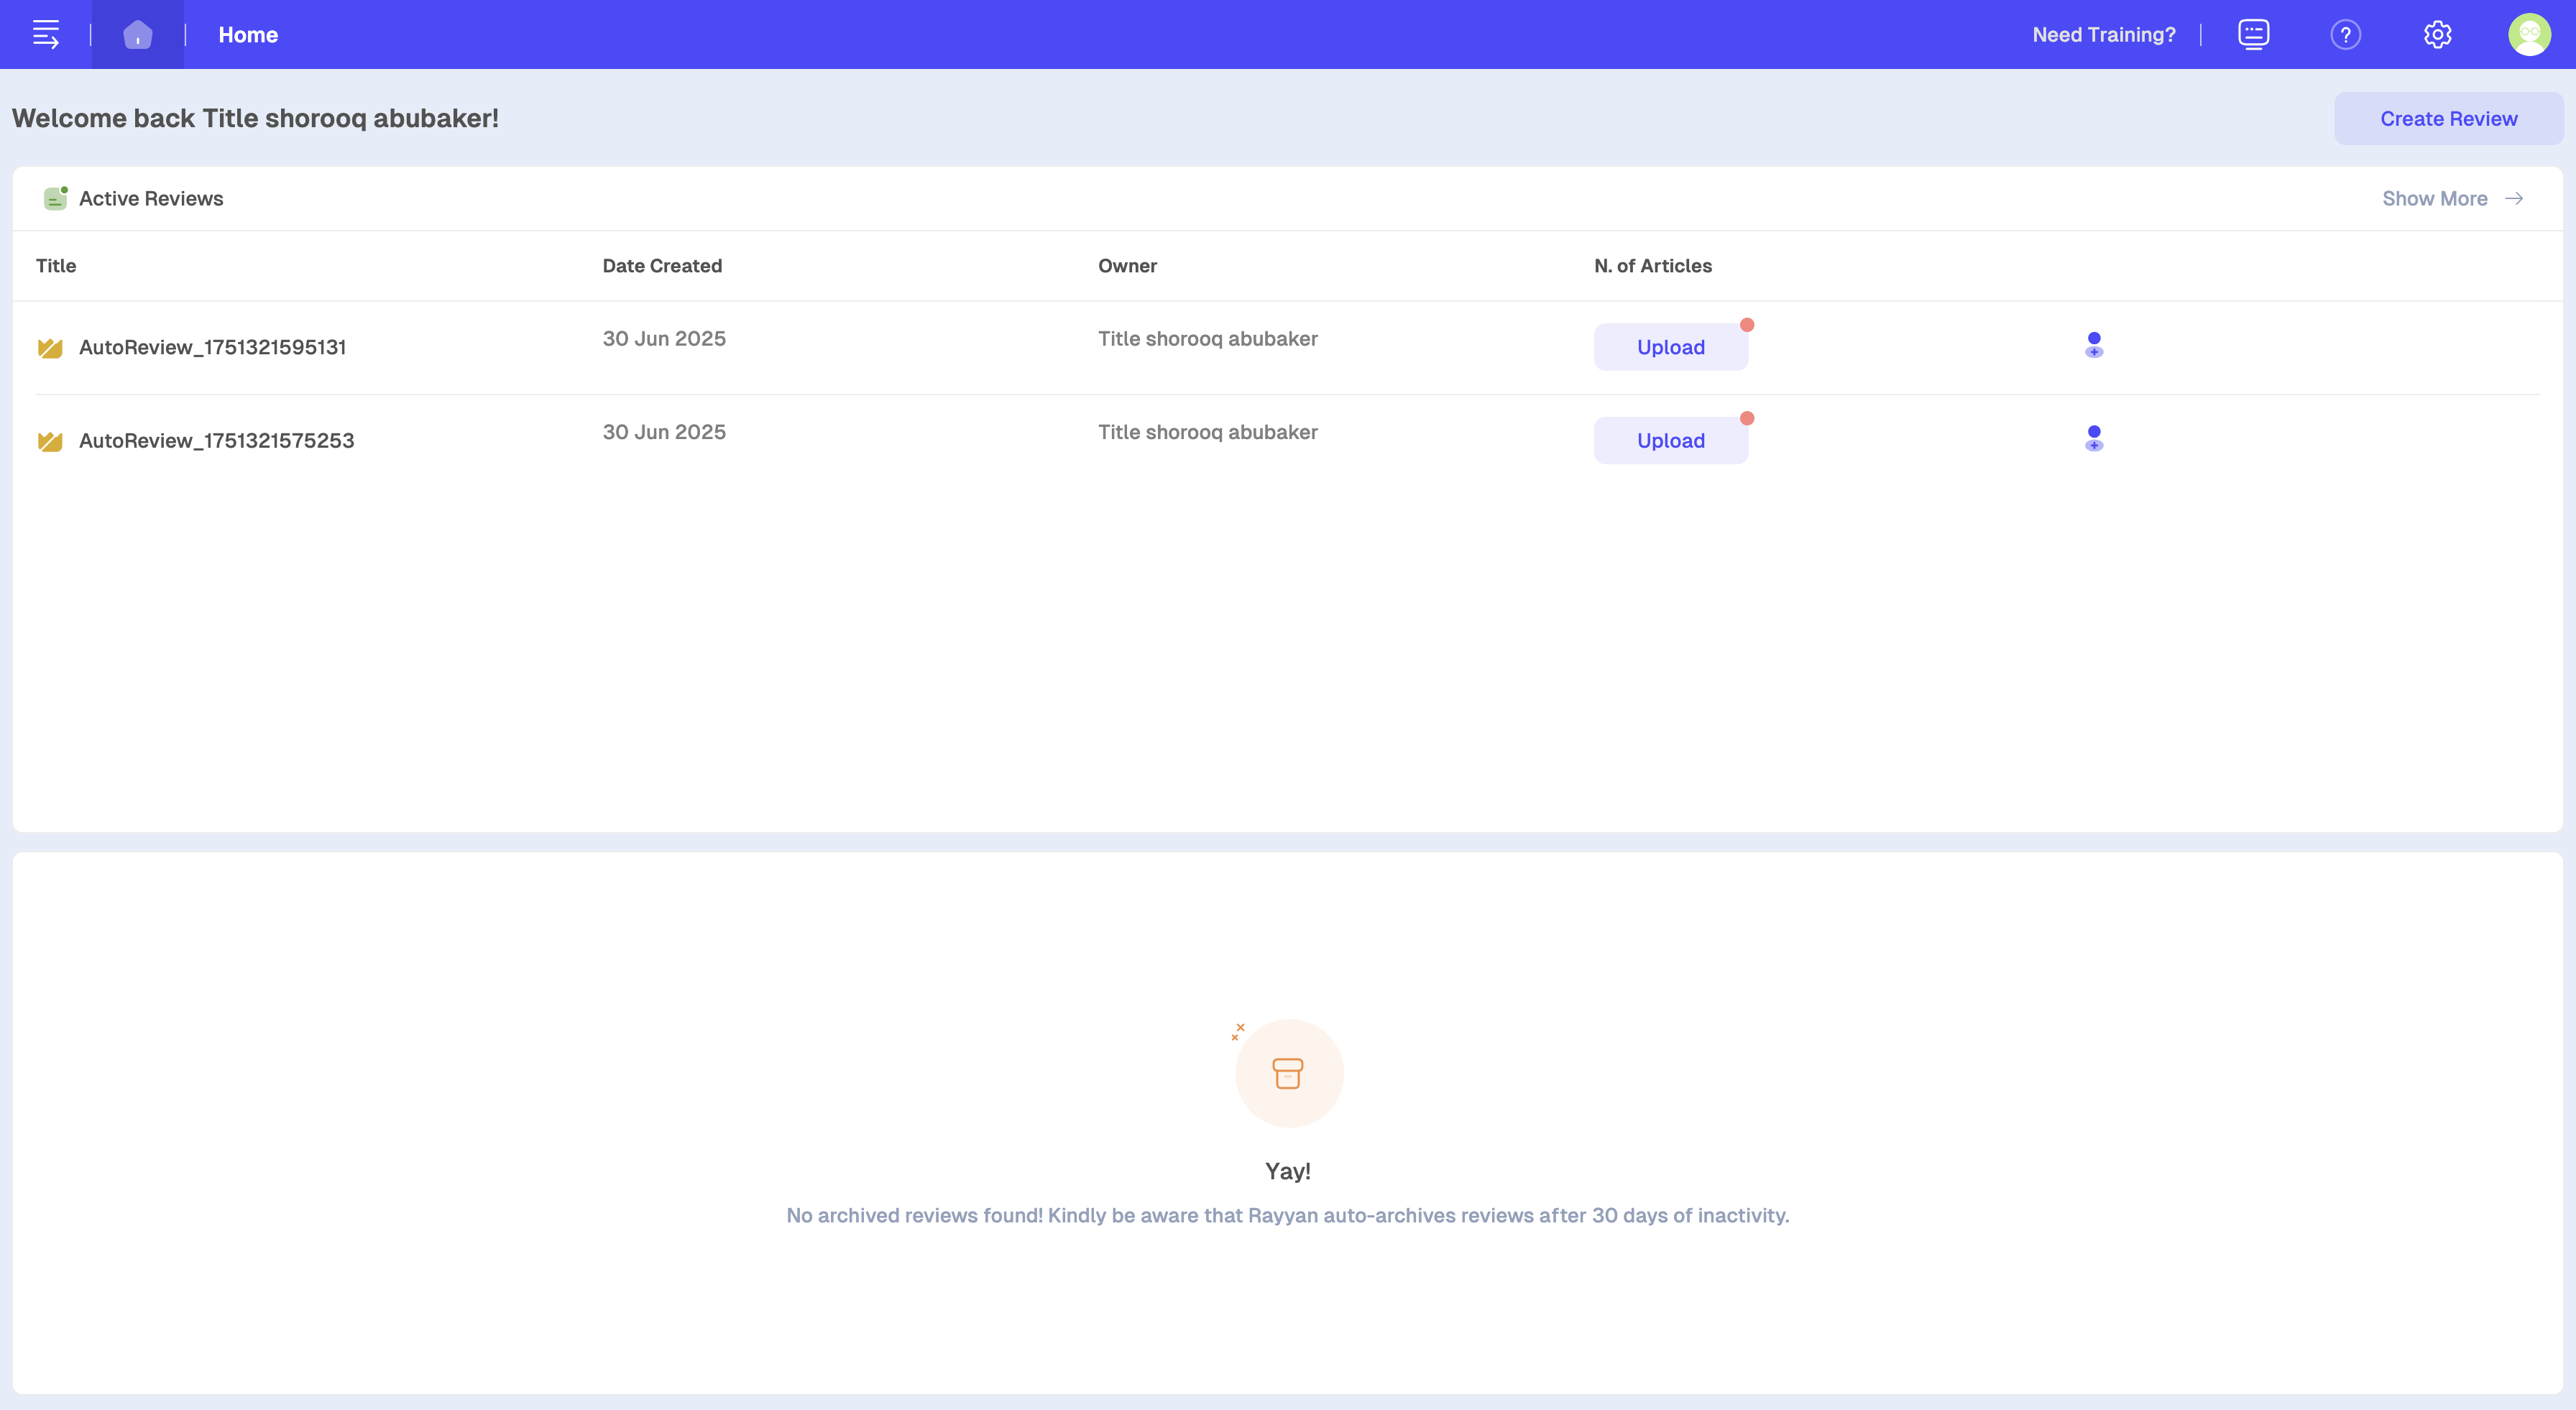 Home
Need Training?
Welcome back Title shorooq abubaker!
Create Review
Active Reviews
Show More
Title
Date Created
Owner
N. of Articles
AutoReview_1751321595131
30 Jun 2025
Title shorooq abubaker
Upload
AutoReview_1751321575253
30 Jun 2025
Title shorooq abubaker
Upload
Yay!
No archived reviews found! Kindly be aware that Rayyan auto-archives reviews after 30 days of inactivity.